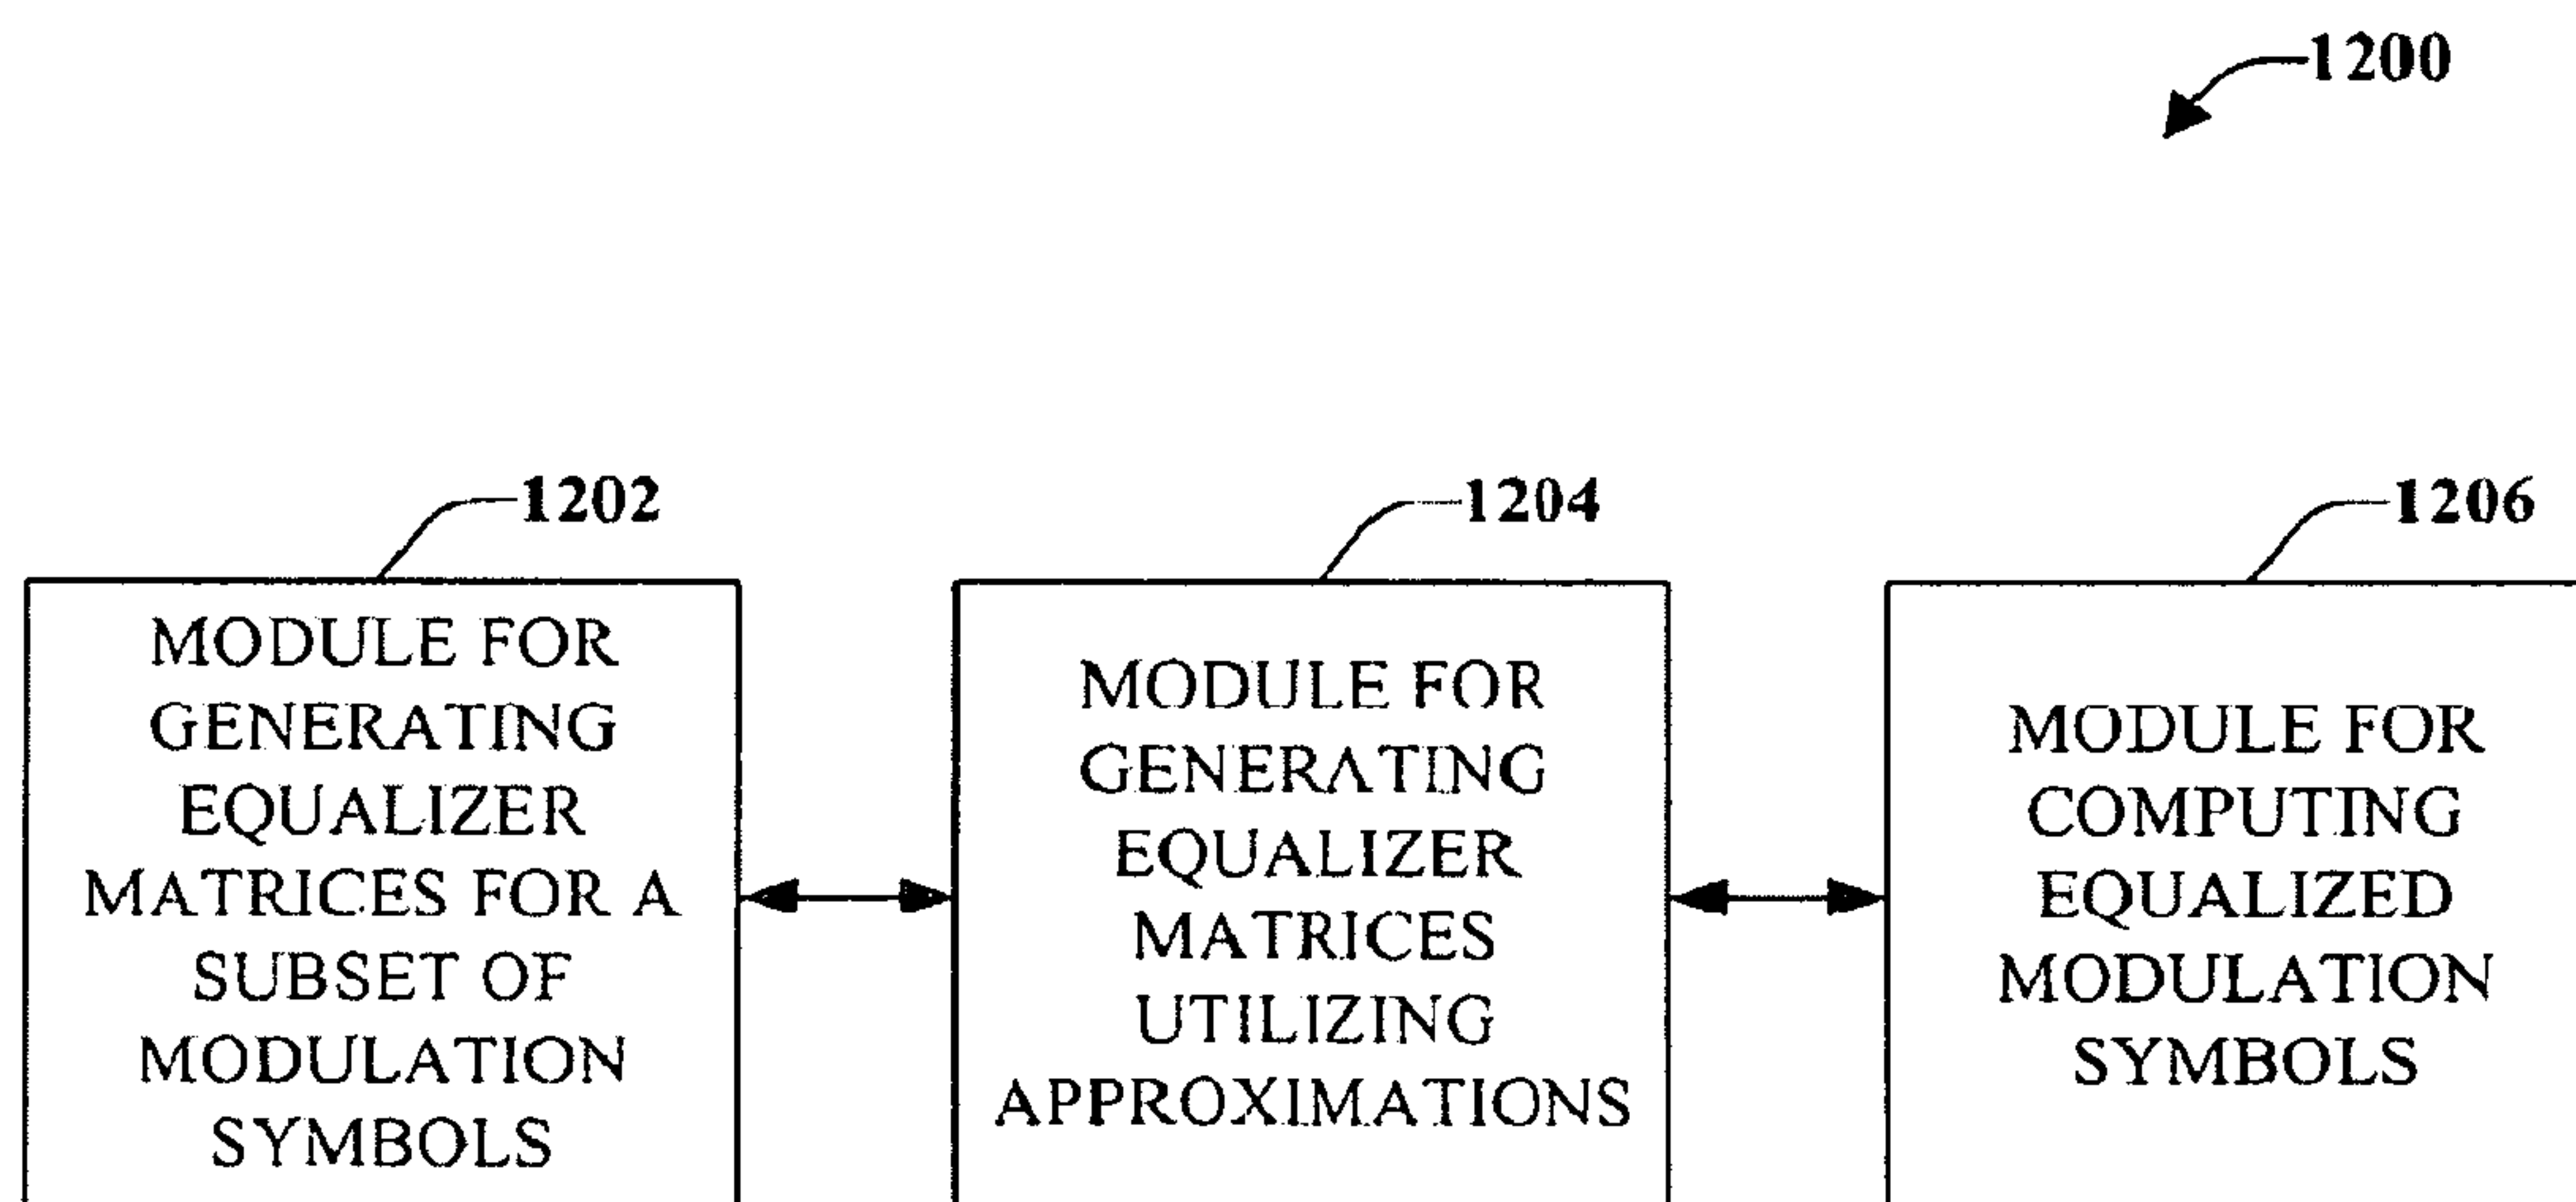 1200
1202
MODULE FOR
GENERATING
EQUALIZER
MATRICES FOR A
SUBSET OF
MODULATION
SYMBOLS
1204
MODULE FOR
GENERATING
EQUALIZER
MATRICES
UTILIZING
APPROXIMATIONS
1206
MODULE FOR
COMPUTING
EQUALIZED
MODULATION
SYMBOLS